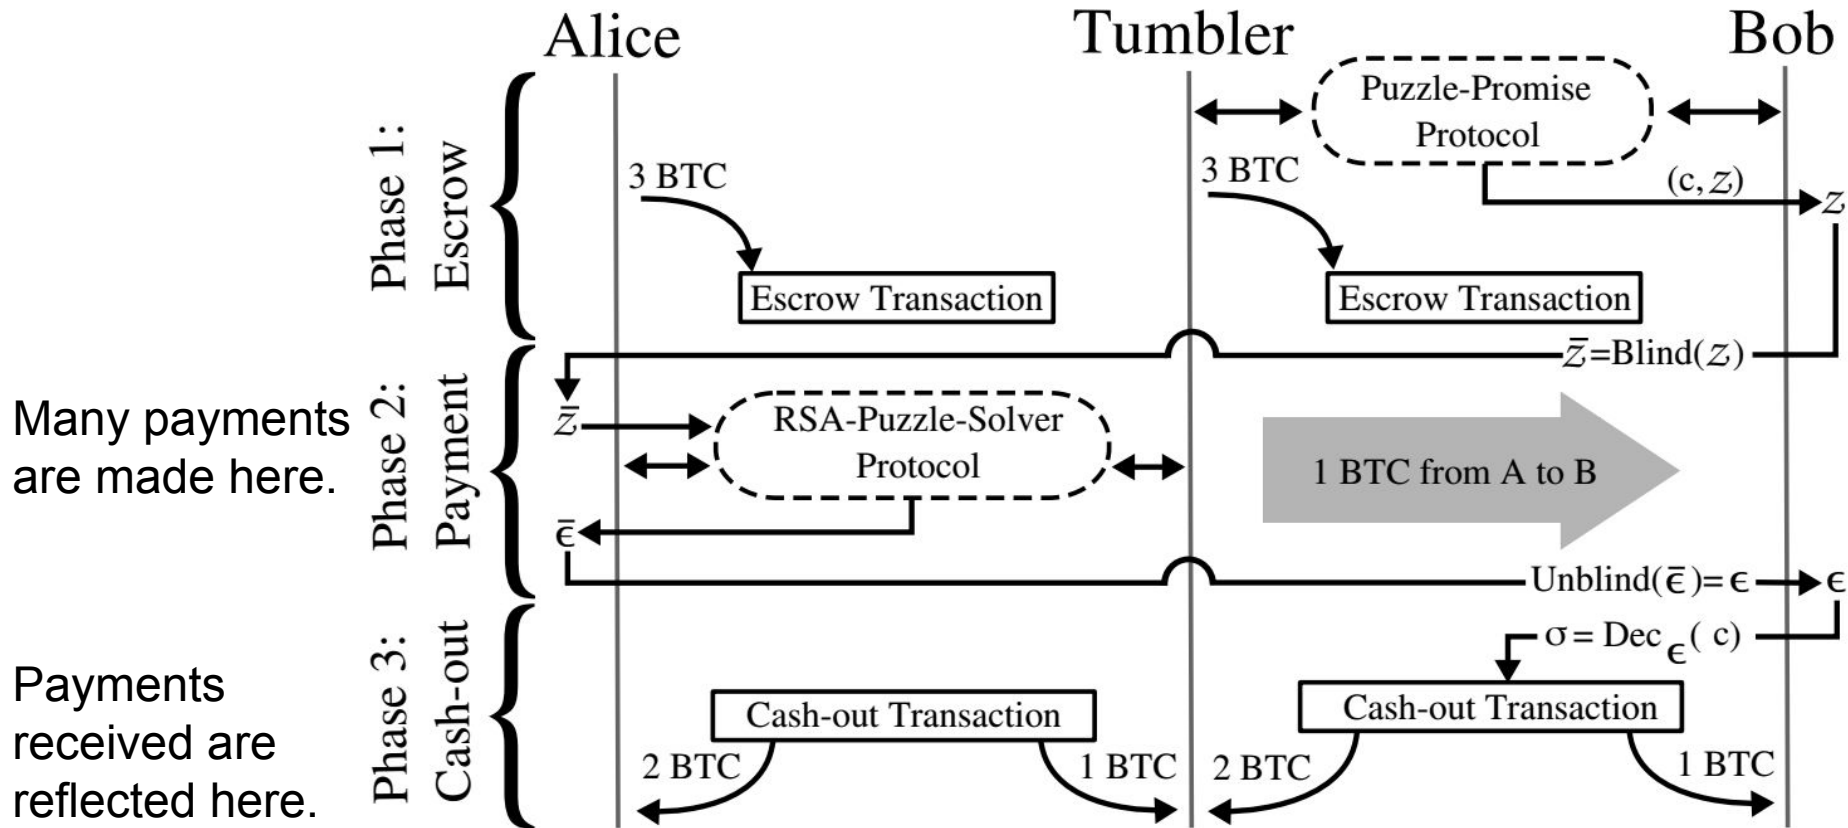 Alice
Tumbler
Bob
Phase 1:
Escrow
Puzzle-Promise
Protocol
3 BTC
3 BTC
(c, z)
z
Escrow Transaction
Escrow Transaction
Many payments
are made here.
Phase 2:
Payment
z̄=Blind(z)
z̄
RSA-Puzzle-Solver
Protocol
1 BTC from A to B
ϵ̄
Unblind(ϵ̄)= ϵ
ϵ
Payments
received are
reflected here.
Phase 3:
Cash-out
σ = Dec_ϵ( c)
Cash-out Transaction
Cash-out Transaction
2 BTC
1 BTC
2 BTC
1 BTC